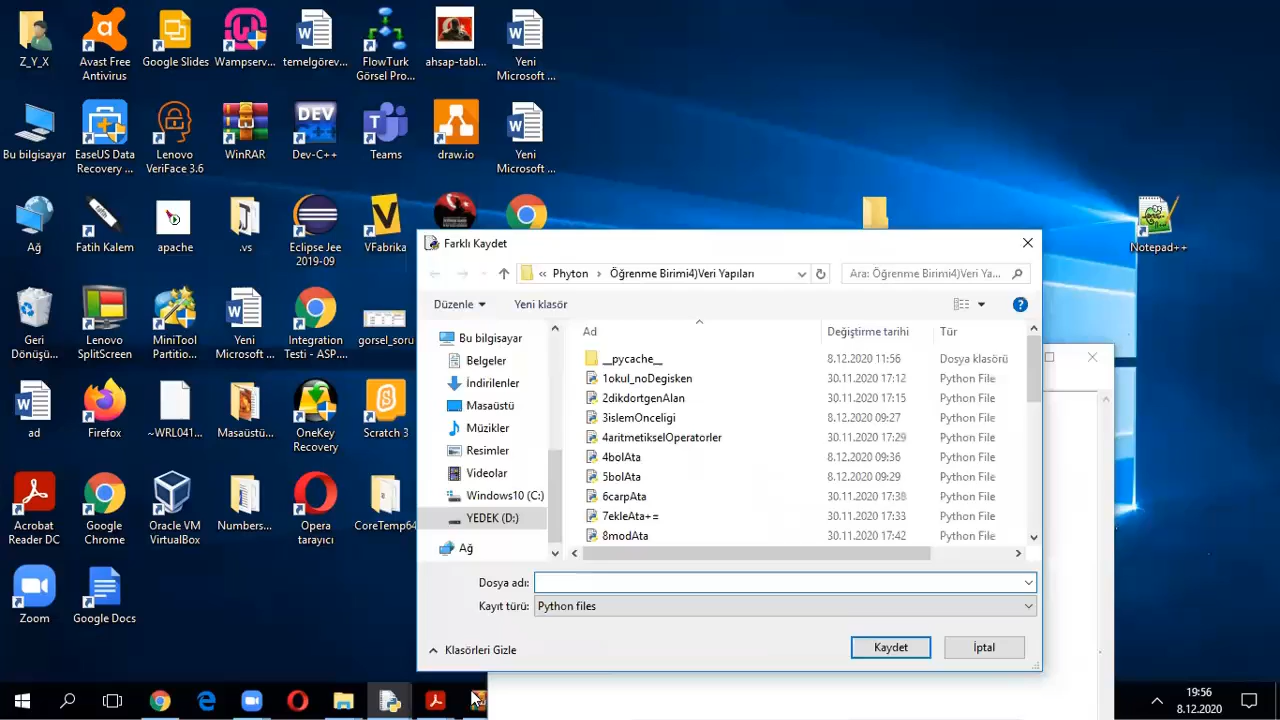 Z_Y_X
Avast Free
Antivirus
Google Slides
Wampserv...
temelgörev...
FlowTurk
Görsel Pro...
ahsap-tabl...
Yeni
Microsoft ...
Bu bilgisayar
EaseUS Data
Recovery ...
Lenovo
VeriFace 3.6
WinRAR
DEV
Dev-C++
Teams
draw.io
Yeni
Microsoft ...
Ağ
Fatih Kalem
apache
.vs
Eclipse Jee
2019-09
VFabrika
Notepad++
Geri
Dönüşü...
Lenovo
SplitScreen
MiniTool
Partitio...
Yeni
Microsoft ...
Integration
Testi - ASP....
gorsel_soru
ad
Firefox
~WRL041...
Masaüstü...
OneKey
Recovery
Scratch 3
Acrobat
Reader DC
Google
Chrome
Oracle VM
VirtualBox
Numbers...
Opera
tarayıcı
CoreTemp64
Zoom
Google Docs
Farklı Kaydet
« Phyton › Öğrenme Birimi4)Veri Yapıları
Ara: Öğrenme Birimi4)Veri Ya...
Düzenle
Yeni klasör
Bu bilgisayar
Belgeler
İndirilenler
Masaüstü
Müzikler
Resimler
Videolar
Windows10 (C:)
YEDEK (D:)
Ağ
Ad Değiştirme tarihi Tür
__pycache__ 8.12.2020 11:56 Dosya klasörü
1okul_noDegisken 30.11.2020 17:12 Python File
2dikdortgenAlan 30.11.2020 17:15 Python File
3islemOnceligi 8.12.2020 09:27 Python File
4aritmetikselOperatorler 30.11.2020 17:29 Python File
4bolAta 8.12.2020 09:36 Python File
5bolAta 8.12.2020 09:29 Python File
6carpAta 30.11.2020 17:38 Python File
7ekleAta+= 30.11.2020 17:33 Python File
8modAta 30.11.2020 17:42 Python File
Dosya adı:
Kayıt türü: Python files
Klasörleri Gizle
Kaydet
İptal
19:56
8.12.2020